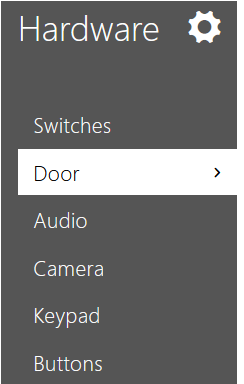 Hardware
Switches
Door
Audio
Camera
Keypad
Buttons